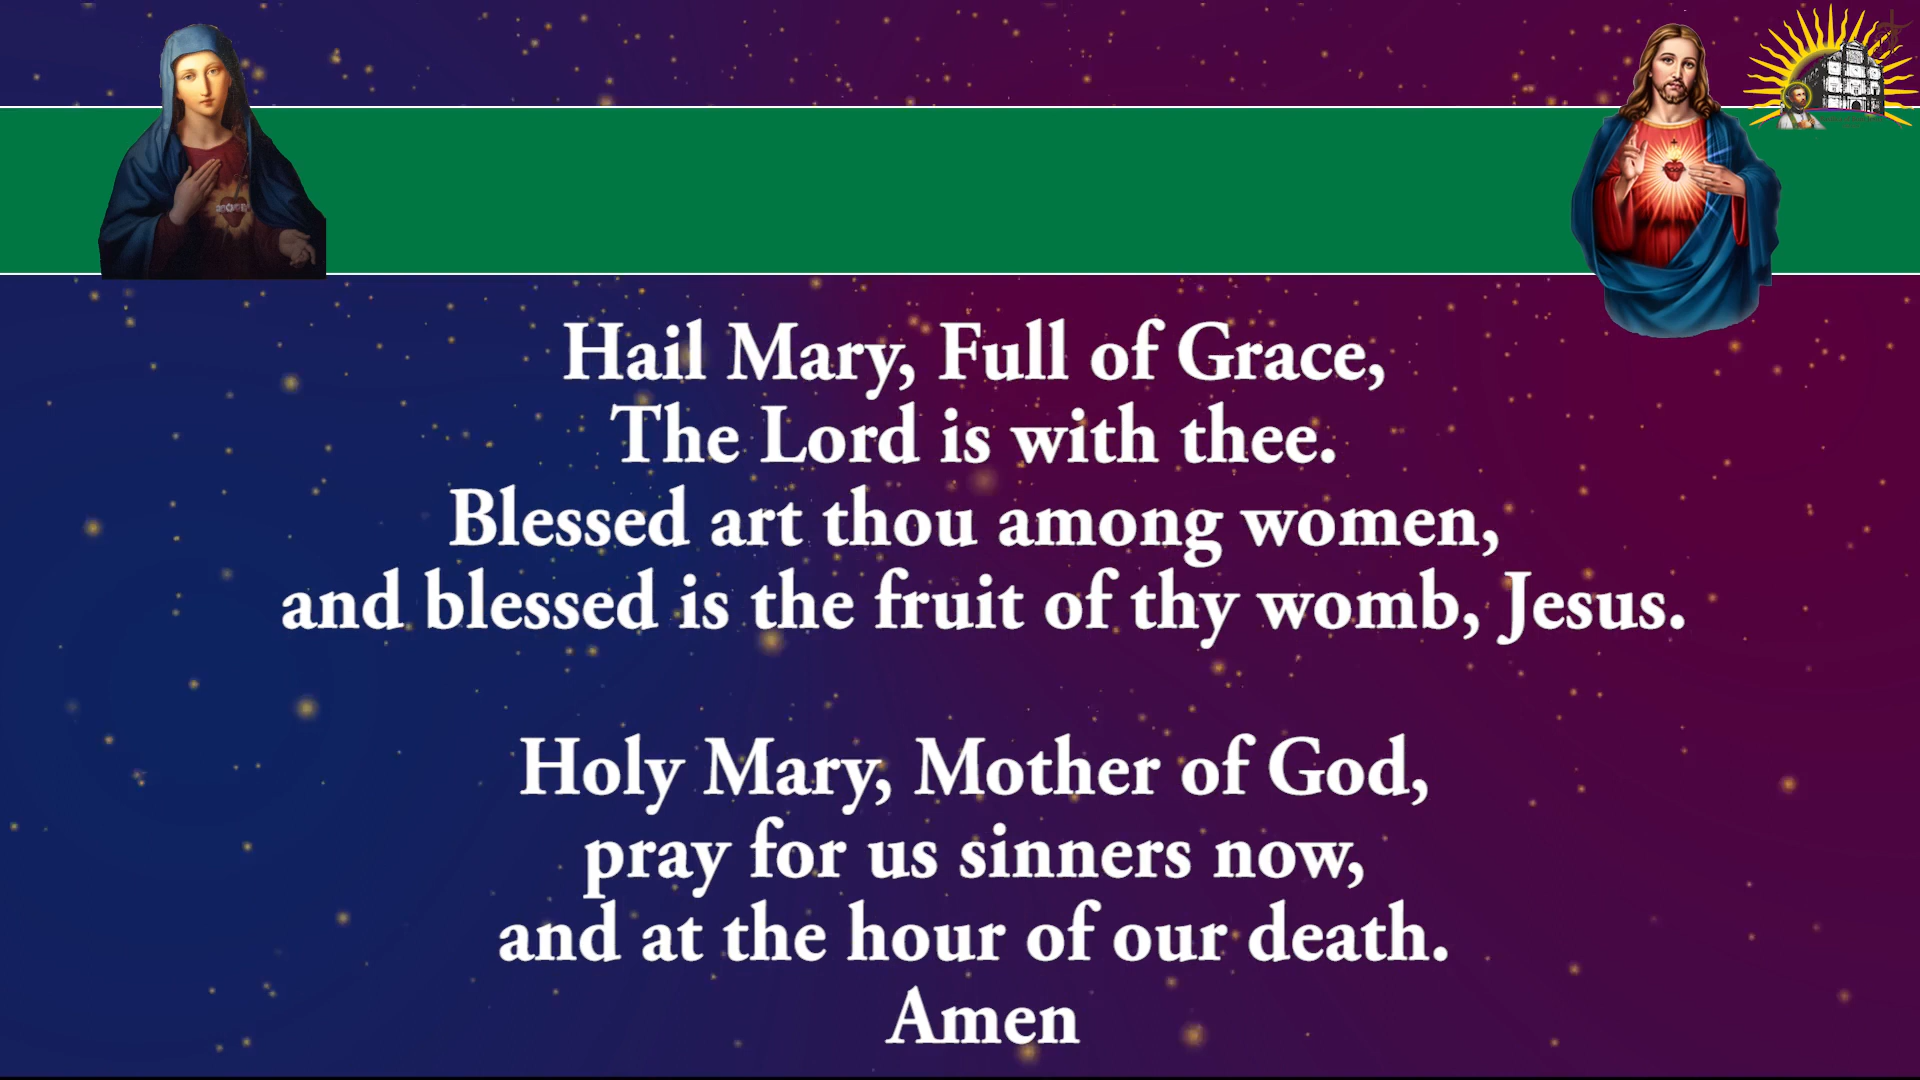 Hail Mary, Full of Grace,
The Lord is with thee.
Blessed art thou among women,
and blessed is the fruit of thy womb, Jesus.
Holy Mary, Mother of God,
pray for us sinners now,
and at the hour of our death.
Amen